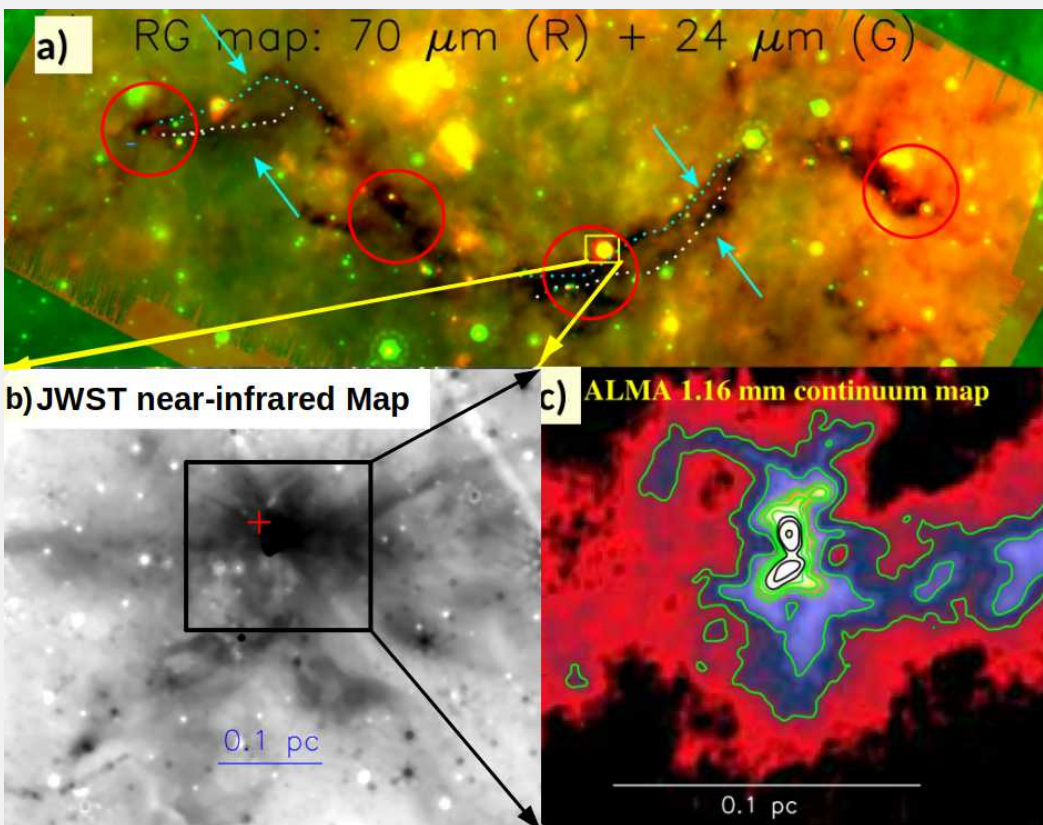 a) RG map: 70 μm (R) + 24 μm (G)
b) JWST near-infrared Map
0.1 pc
c) ALMA 1.16 mm continuum map
0.1 pc